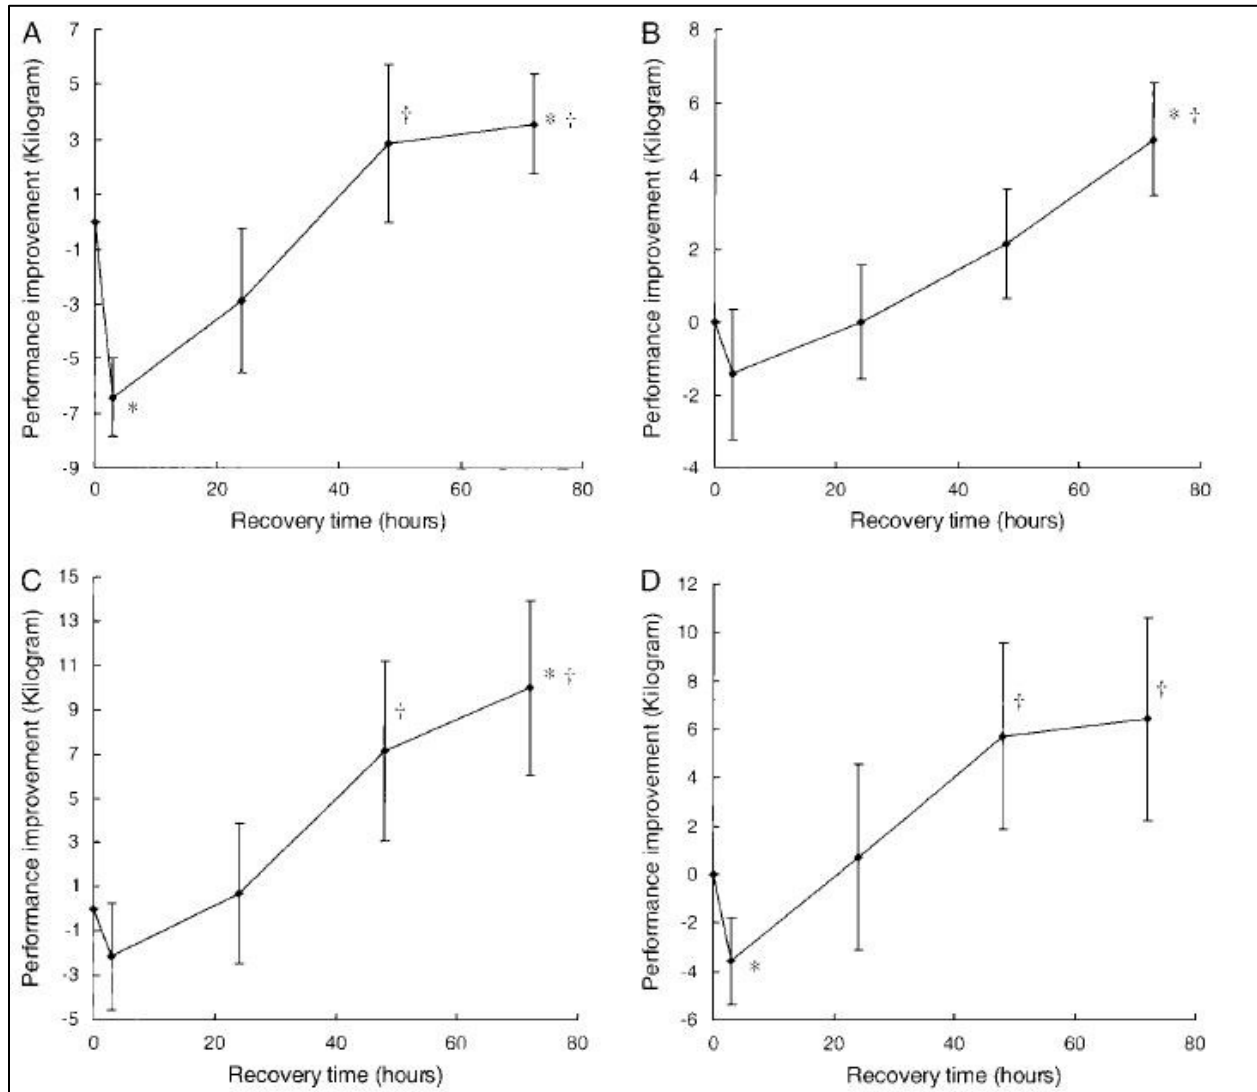 A
Performance improvement (Kilogram)
7
5
3
1
-1
-3
-5
-7
-9
†
* †
*
0 20 40 60 80
Recovery time (hours)
B
Performance improvement (Kilogram)
8
6
4
2
0
-2
-4
* †
0 20 40 60 80
Recovery time (hours)
C
Performance improvement (Kilogram)
15
13
11
9
7
5
3
1
-1
-3
-5
†
* †
0 20 40 60 80
Recovery time (hours)
D
Performance improvement (Kilogram)
12
10
8
6
4
2
0
-2
-4
-6
†
†
*
0 20 40 60 80
Recovery time (hours)